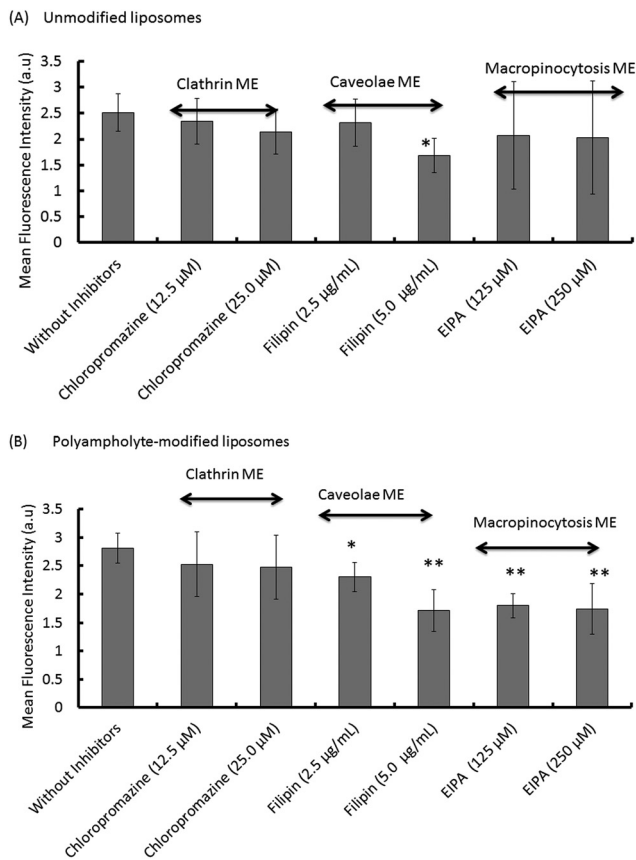 (A) Unmodified liposomes
Mean Fluorescence Intensity (a.u)
3.5
3
2.5
2
1.5
1
0.5
0
Clathrin ME
Caveolae ME
Macropinocytosis ME
*
Without Inhibitors
Chloropromazine (12.5 µM)
Chloropromazine (25.0 µM)
Filipin (2.5 µg/mL)
Filipin (5.0 µg/mL)
EIPA (125 µM)
EIPA (250 µM)
(B) Polyampholyte-modified liposomes
Mean Fluorescence Intensity (a.u)
3.5
3
2.5
2
1.5
1
0.5
0
Clathrin ME
Caveolae ME
Macropinocytosis ME
*
**
**
**
Without Inhibitors
Chloropromazine (12.5 µM)
Chloropromazine (25.0 µM)
Filipin (2.5 µg/mL)
Filipin (5.0 µg/mL)
EIPA (125 µM)
EIPA (250 µM)